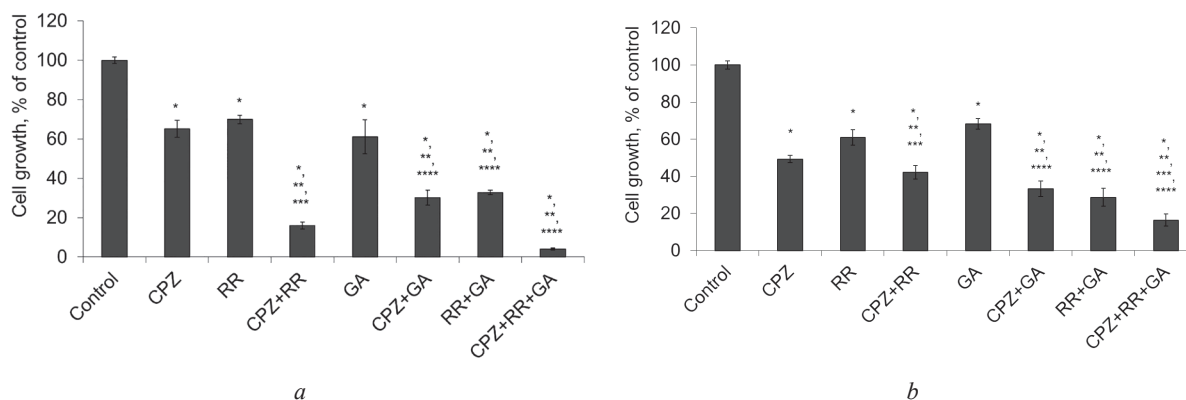 Cell growth, % of control
120
100
80
60
40
20
0
*
*
*,
**,
***
*
*,
**,
****
*,
**,
****
*,
**,
****
Control
CPZ
RR
CPZ+RR
GA
CPZ+GA
RR+GA
CPZ+RR+GA
a
Cell growth, % of control
120
100
80
60
40
20
0
*
*
*,
**,
***
*
*,
**,
****
*,
**,
****
*,
**,
***,
****
Control
CPZ
RR
CPZ+RR
GA
CPZ+GA
RR+GA
CPZ+RR+GA
b